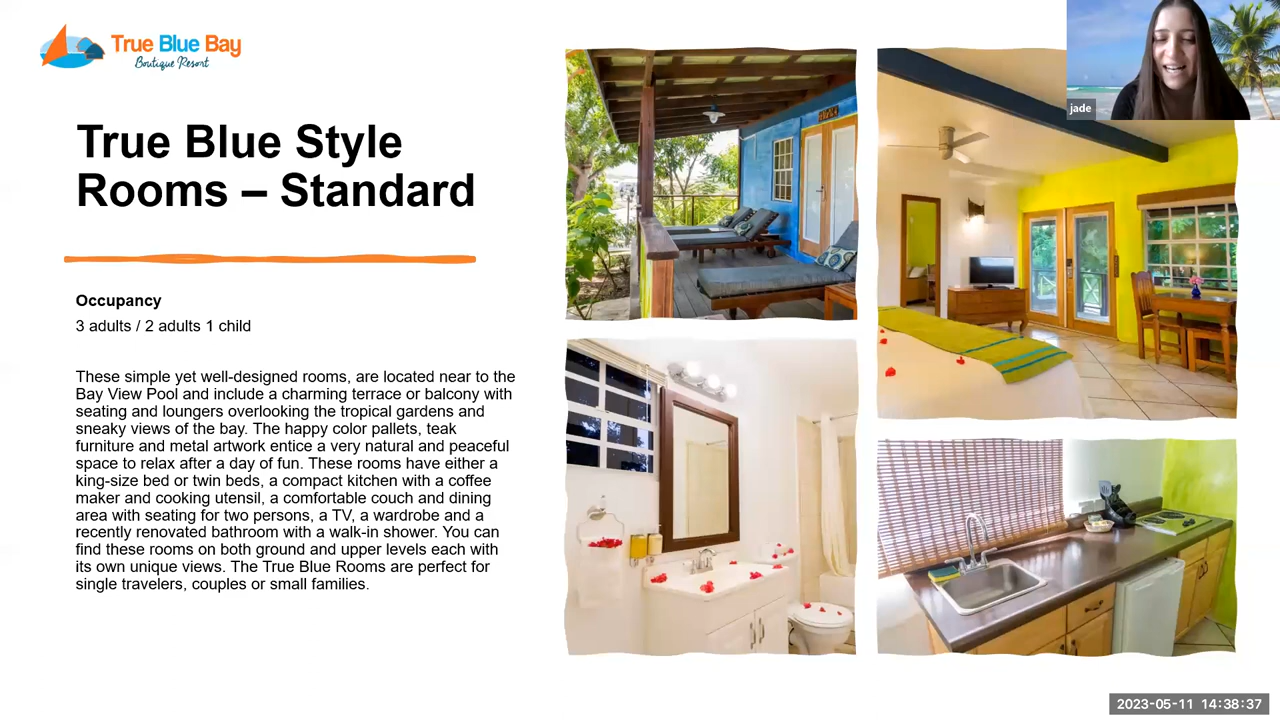 True Blue Bay
Boutique Resort
jade
True Blue Style
Rooms – Standard
Occupancy
3 adults / 2 adults 1 child
These simple yet well-designed rooms, are located near to the
Bay View Pool and include a charming terrace or balcony with
seating and loungers overlooking the tropical gardens and
sneaky views of the bay. The happy color pallets, teak
furniture and metal artwork entice a very natural and peaceful
space to relax after a day of fun. These rooms have either a
king-size bed or twin beds, a compact kitchen with a coffee
maker and cooking utensil, a comfortable couch and dining
area with seating for two persons, a TV, a wardrobe and a
recently renovated bathroom with a walk-in shower. You can
find these rooms on both ground and upper levels each with
its own unique views. The True Blue Rooms are perfect for
single travelers, couples or small families.
2023-05-11 14:38:37